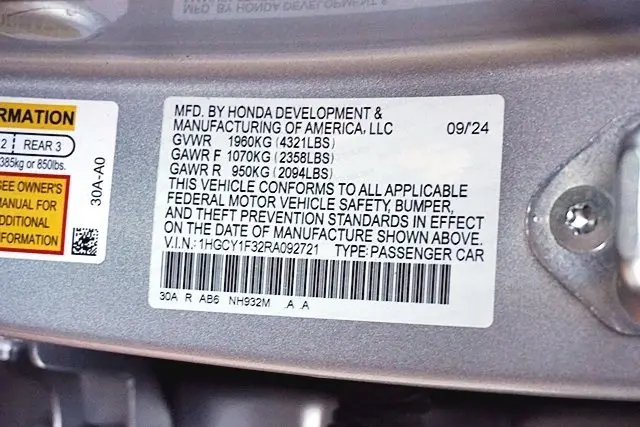 MFD. BY HONDA DEVELOPMENT &
MANUFACTURING OF AMERICA, LLC 09/'24
GVWR 1960KG (4321LBS)
GAWR F 1070KG (2358LBS)
GAWR R 950KG (2094LBS)
THIS VEHICLE CONFORMS TO ALL APPLICABLE
FEDERAL MOTOR VEHICLE SAFETY, BUMPER,
AND THEFT PREVENTION STANDARDS IN EFFECT
ON THE DATE OF MANUFACTURE SHOWN ABOVE.
V.I.N.: 1HGCY1F32RA092721 TYPE: PASSENGER CAR
30A R AB6 NH932M A A
RMATION
2 REAR 3
385kg or 850lbs.
SEE OWNER'S
MANUAL FOR
ADDITIONAL
INFORMATION
30A-A0